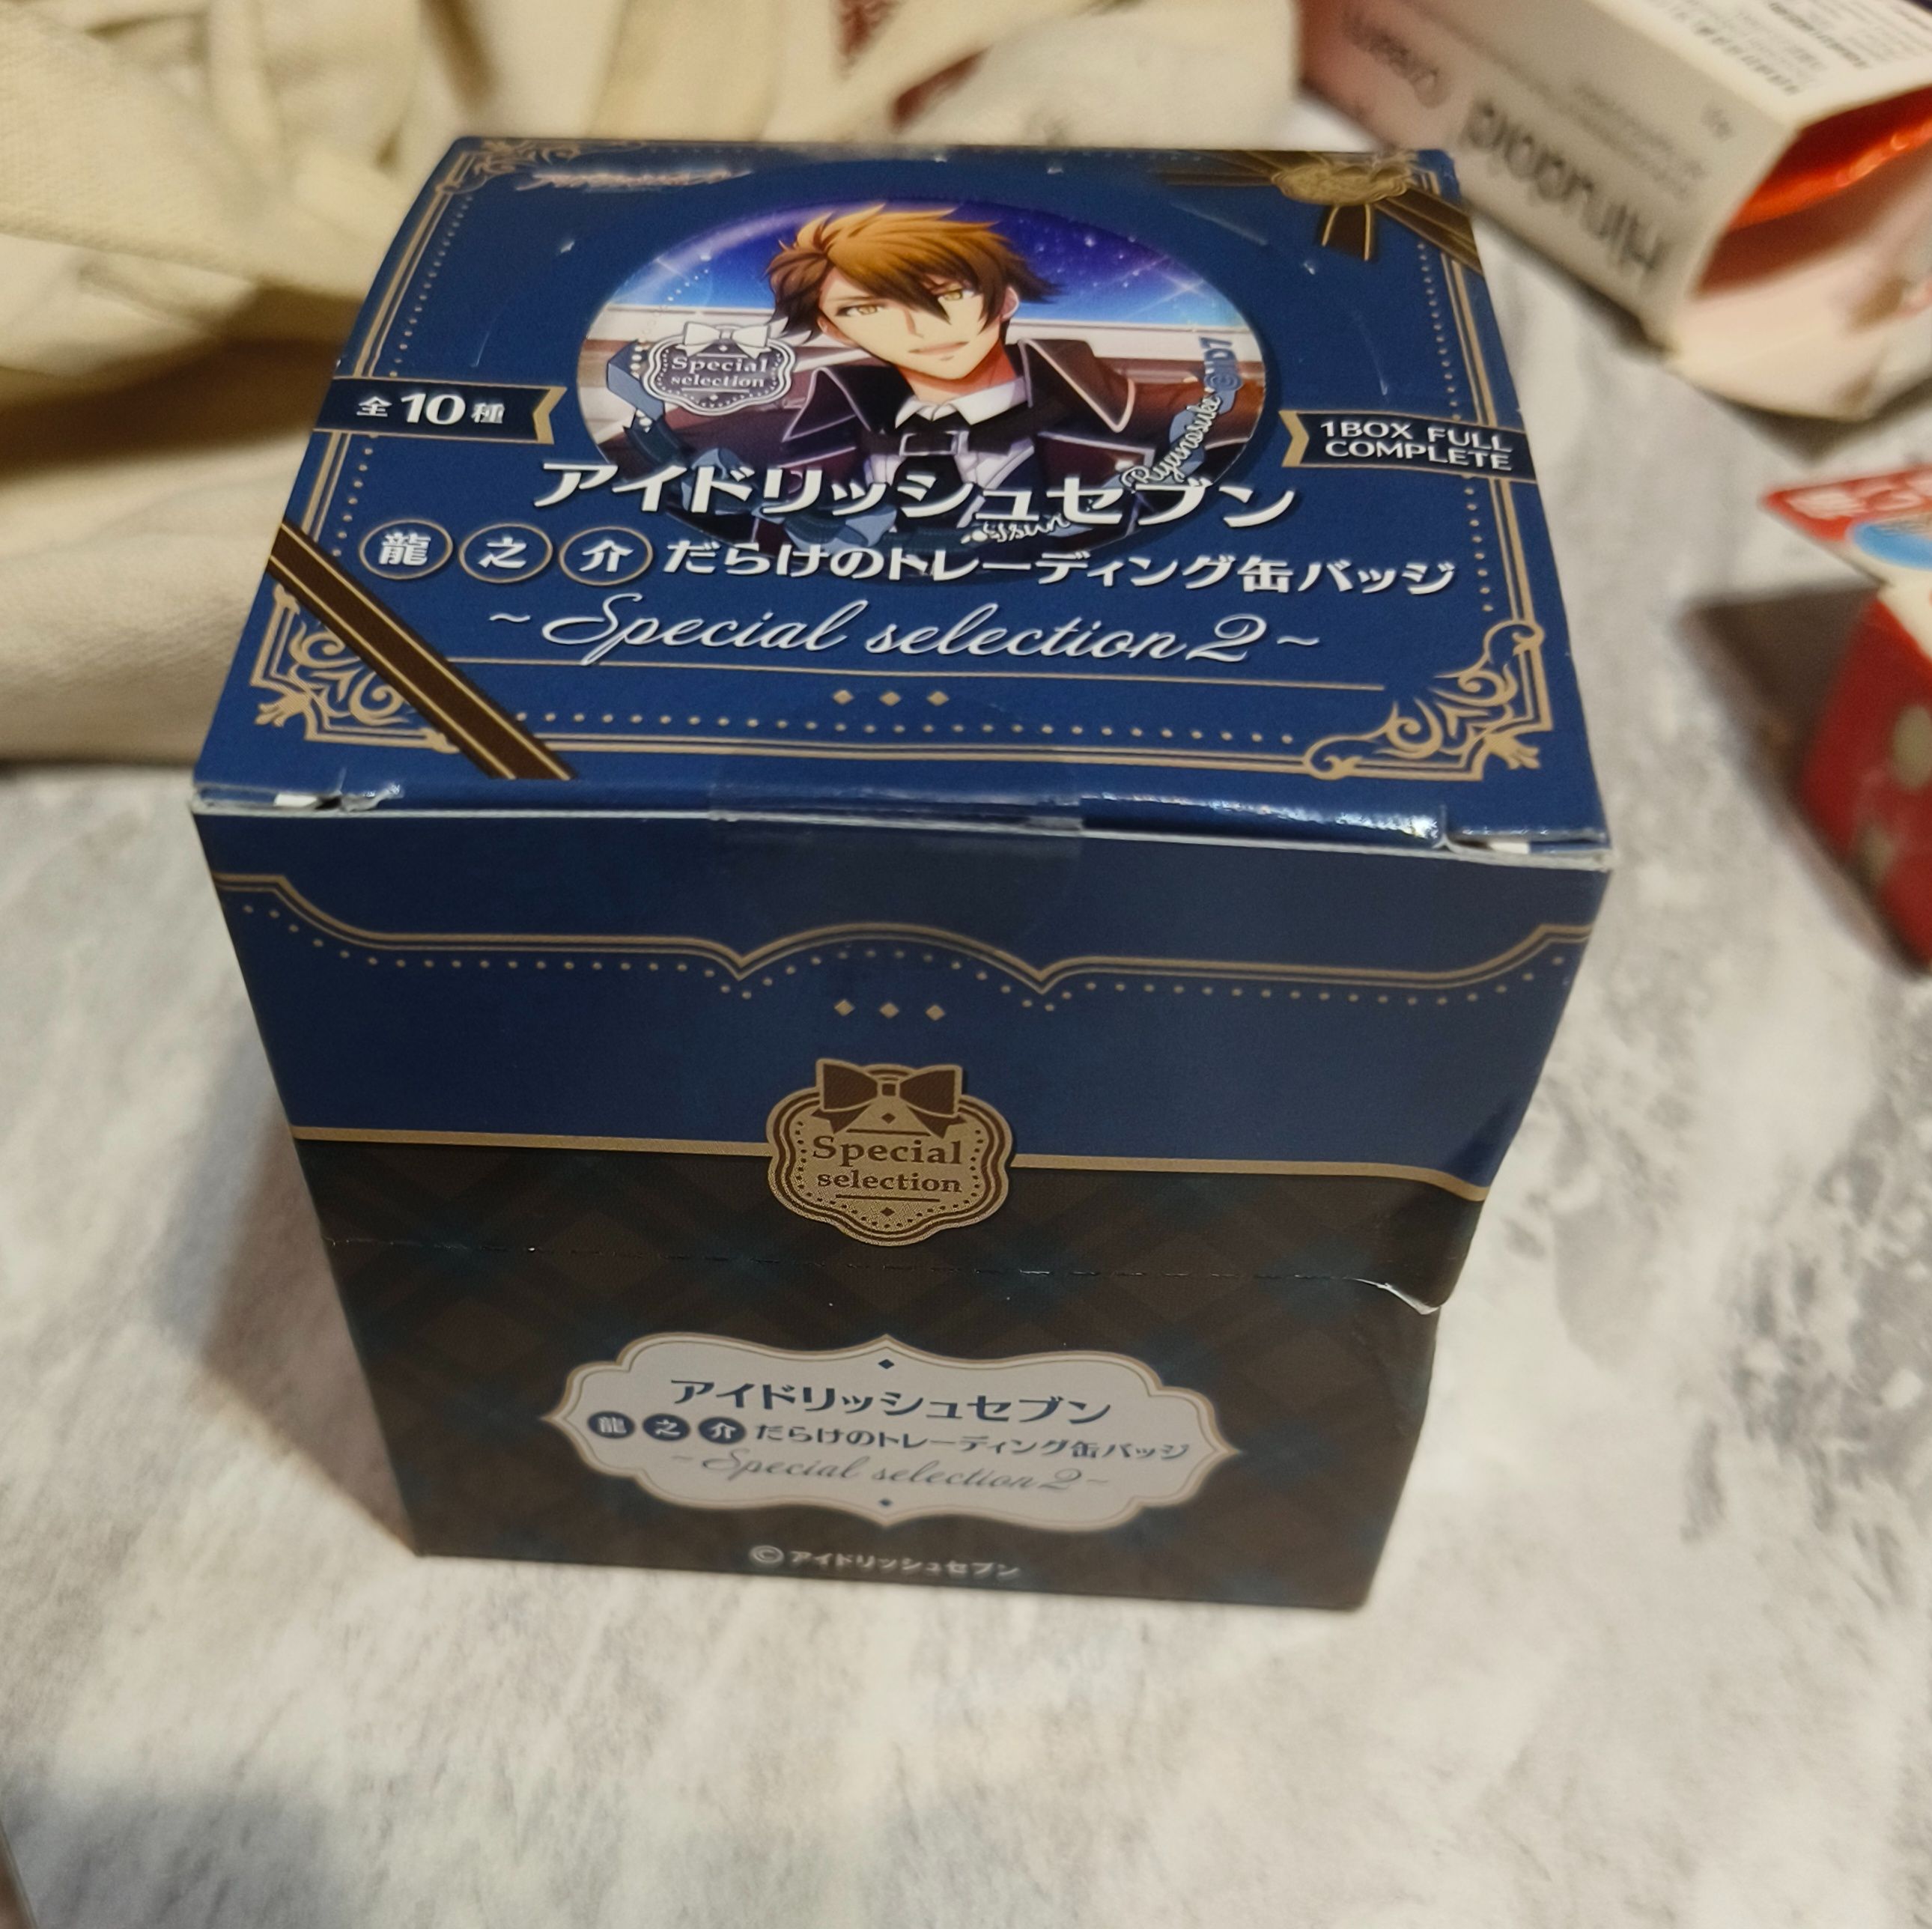 Special
selection
Ryunosuke
@iD7
全10種
1BOX FULL
COMPLETE
アイドリッシュセブン
龍之介だらけのトレーディング缶バッジ
~Special selection2~
Special
selection
アイドリッシュセブン
龍之介だらけのトレーディング缶バッジ
~Special selection2~
©アイドリッシュセブン